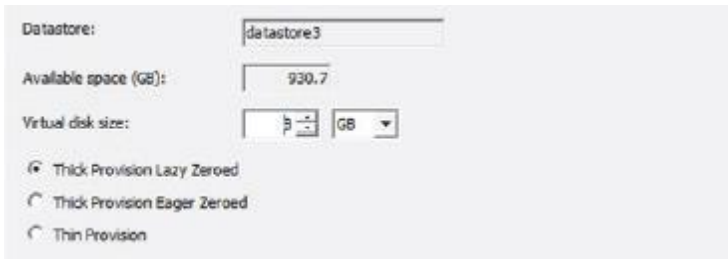 Datastore: datastore3
Available space (GB): 930.7
Virtual disk size: GB
Thick Provision Lazy Zeroed
Thick Provision Eager Zeroed
Thin Provision